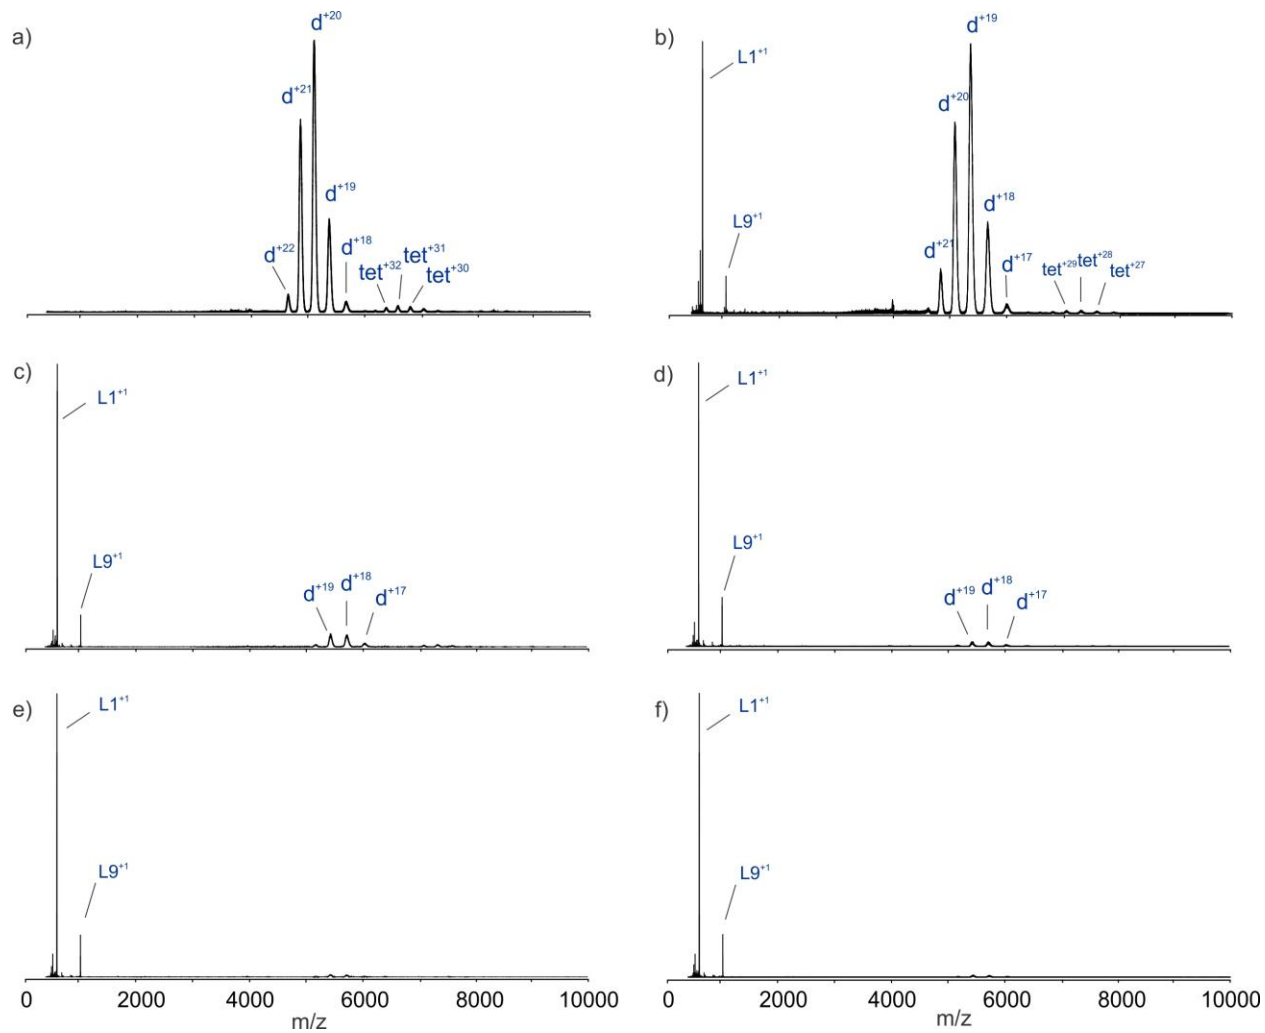 a)
d+20
d+21
d+19
d+22
d+18
tet+32
tet+31
tet+30
b)
L1+1
L9+1
d+19
d+20
d+18
d+21
d+17
tet+29
tet+28
tet+27
c)
L1+1
L9+1
d+19
d+18
d+17
d)
L1+1
L9+1
d+19
d+18
d+17
e)
L1+1
L9+1
0 2000 4000 6000 8000 10000
m/z
f)
L1+1
L9+1
0 2000 4000 6000 8000 10000
m/z